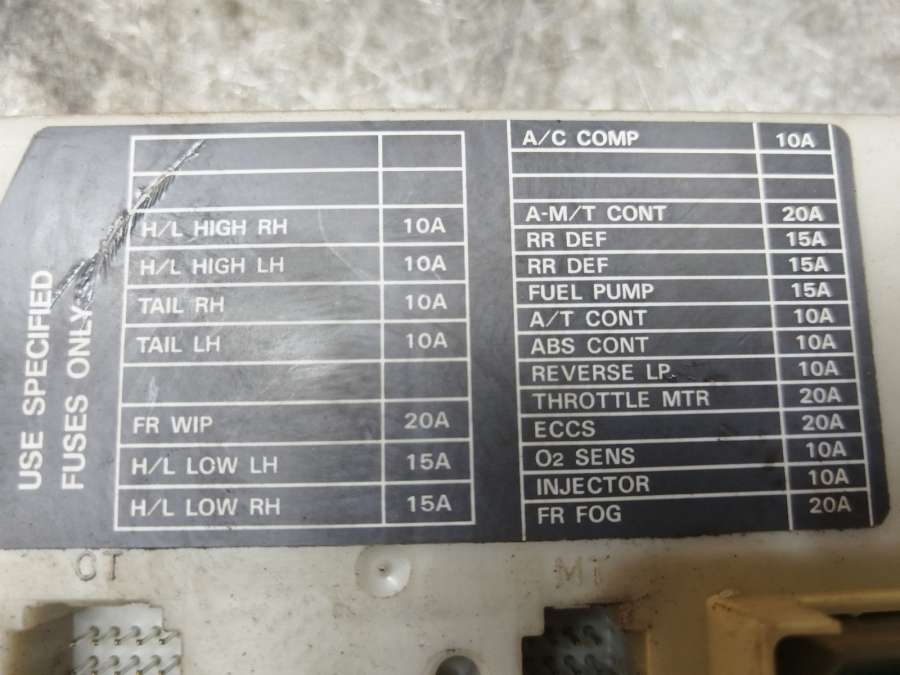 USE SPECIFIED
FUSES ONLY
H/L HIGH RH 10A
H/L HIGH LH 10A
TAIL RH 10A
TAIL LH 10A
FR WIP 20A
H/L LOW LH 15A
H/L LOW RH 15A
A/C COMP 10A
A-M/T CONT 20A
RR DEF 15A
RR DEF 15A
FUEL PUMP 15A
A/T CONT 10A
ABS CONT 10A
REVERSE LP 10A
THROTTLE MTR 20A
ECCS 20A
O2 SENS 10A
INJECTOR 10A
FR FOG 20A
CT
MT